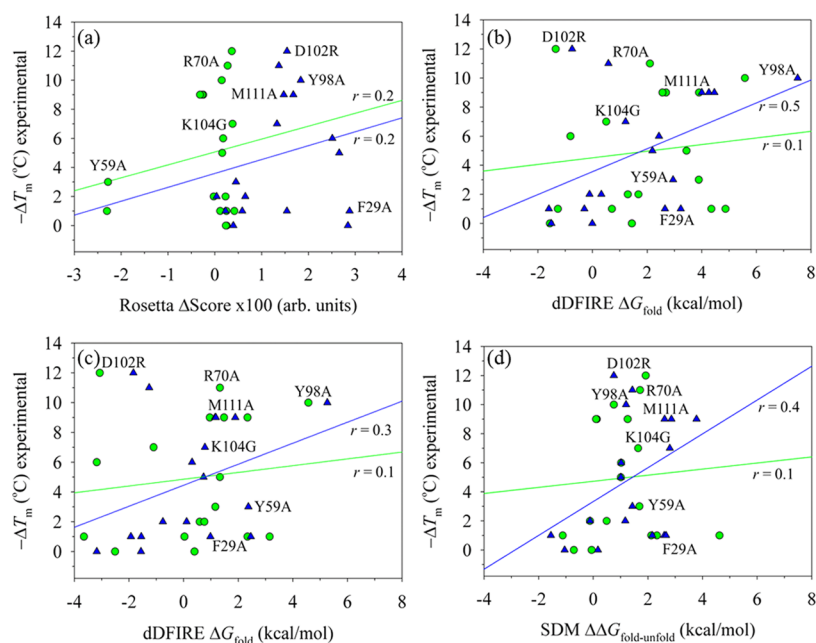 (a)
−ΔTm (°C) experimental
14
12
10
8
6
4
2
0
D102R
R70A
Y98A
M111A
r = 0.2
K104G
r = 0.2
Y59A
F29A
-3 -2 -1 0 1 2 3 4
Rosetta ΔScore x100 (arb. units)
(b)
−ΔTm (°C) experimental
14
12
10
8
6
4
2
0
D102R
R70A
Y98A
M111A
K104G
r = 0.5
r = 0.1
Y59A
F29A
-4 -2 0 2 4 6 8
dDFIRE ΔGfold (kcal/mol)
(c)
−ΔTm (°C) experimental
14
12
10
8
6
4
2
0
D102R
R70A
Y98A
M111A
r = 0.3
K104G
r = 0.1
Y59A
F29A
-4 -2 0 2 4 6 8
dDFIRE ΔGfold (kcal/mol)
(d)
−ΔTm (°C) experimental
14
12
10
8
6
4
2
0
D102R
Y98A
R70A
M111A
r = 0.4
K104G
r = 0.1
Y59A
F29A
-4 -2 0 2 4 6 8
SDM ΔΔGfold-unfold (kcal/mol)